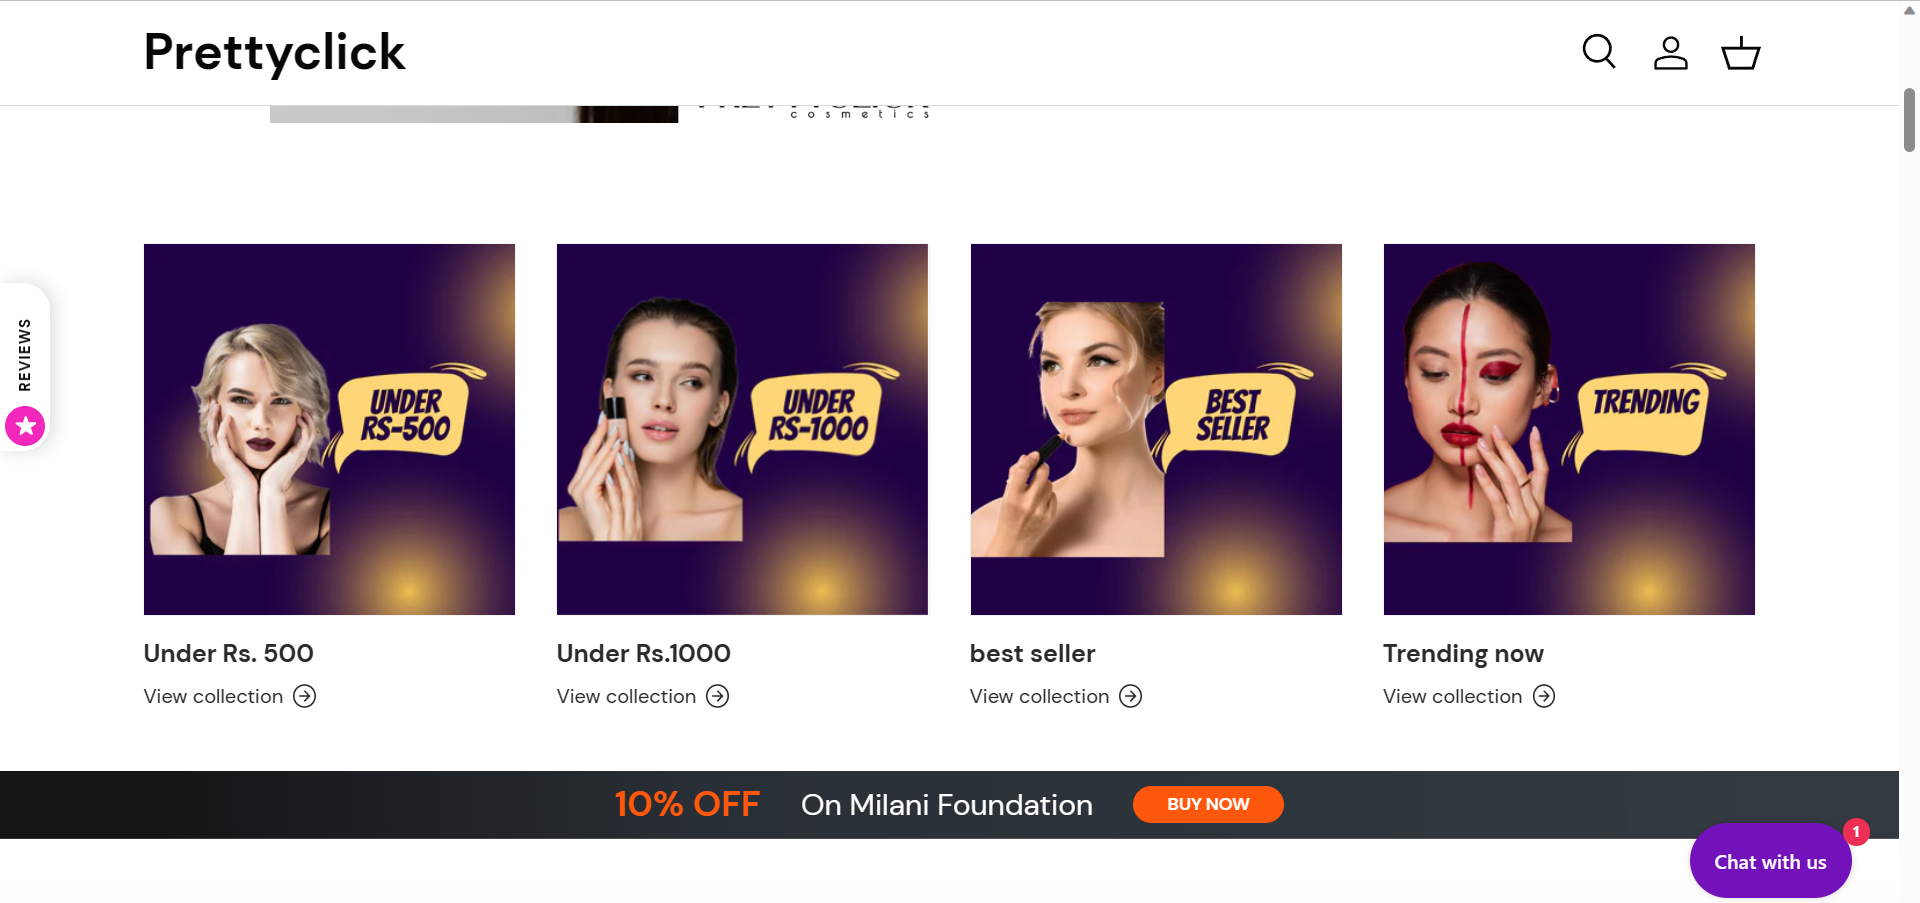 Prettyclick
PRETTYCLICK
cosmetics
REVIEWS
UNDER
RS-500
UNDER
RS-1000
BEST
SELLER
TRENDING
Under Rs. 500
Under Rs.1000
best seller
Trending now
View collection
View collection
View collection
View collection
10% OFF On Milani Foundation BUY NOW
1
Chat with us